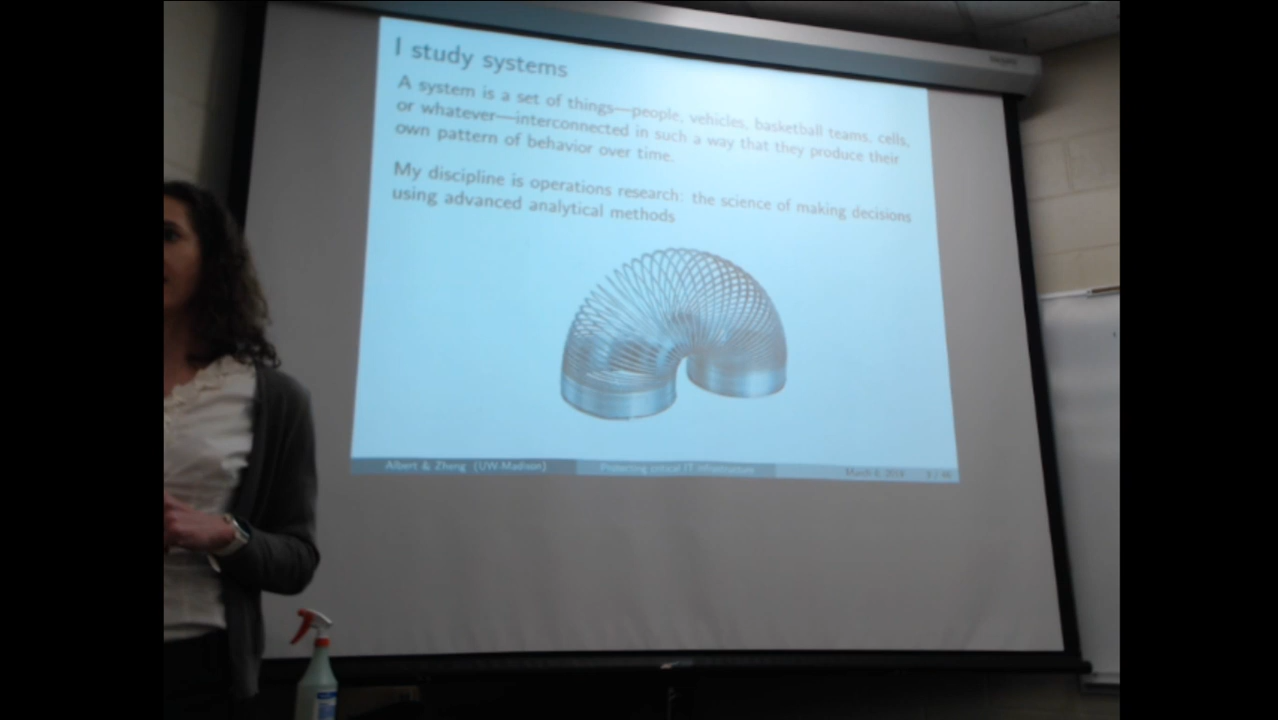 I study systems
A system is a set of things—people, vehicles, basketball teams, cells,
or whatever—interconnected in such a way that they produce their
own pattern of behavior over time.
My discipline is operations research: the science of making decisions
using advanced analytical methods
Albert & Zheng (UW-Madison) Protecting critical IT infrastructure March